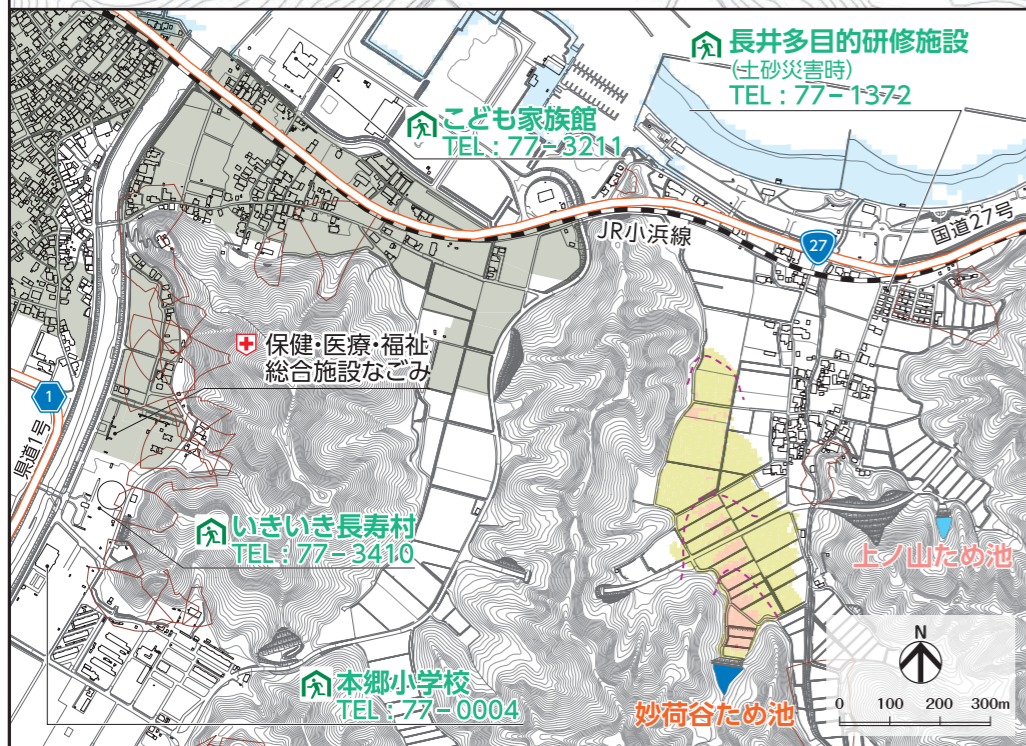 長井多目的研修施設
(土砂災害時)
TEL：77－1372
こども家族館
TEL：77－3211
JR小浜線
27
国道27号
保健・医療・福祉
総合施設なごみ
1
県道1号
いきいき長寿村
TEL：77－3410
上ノ山ため池
本郷小学校
TEL：77－0004
妙荷谷ため池
N
0 100 200 300m